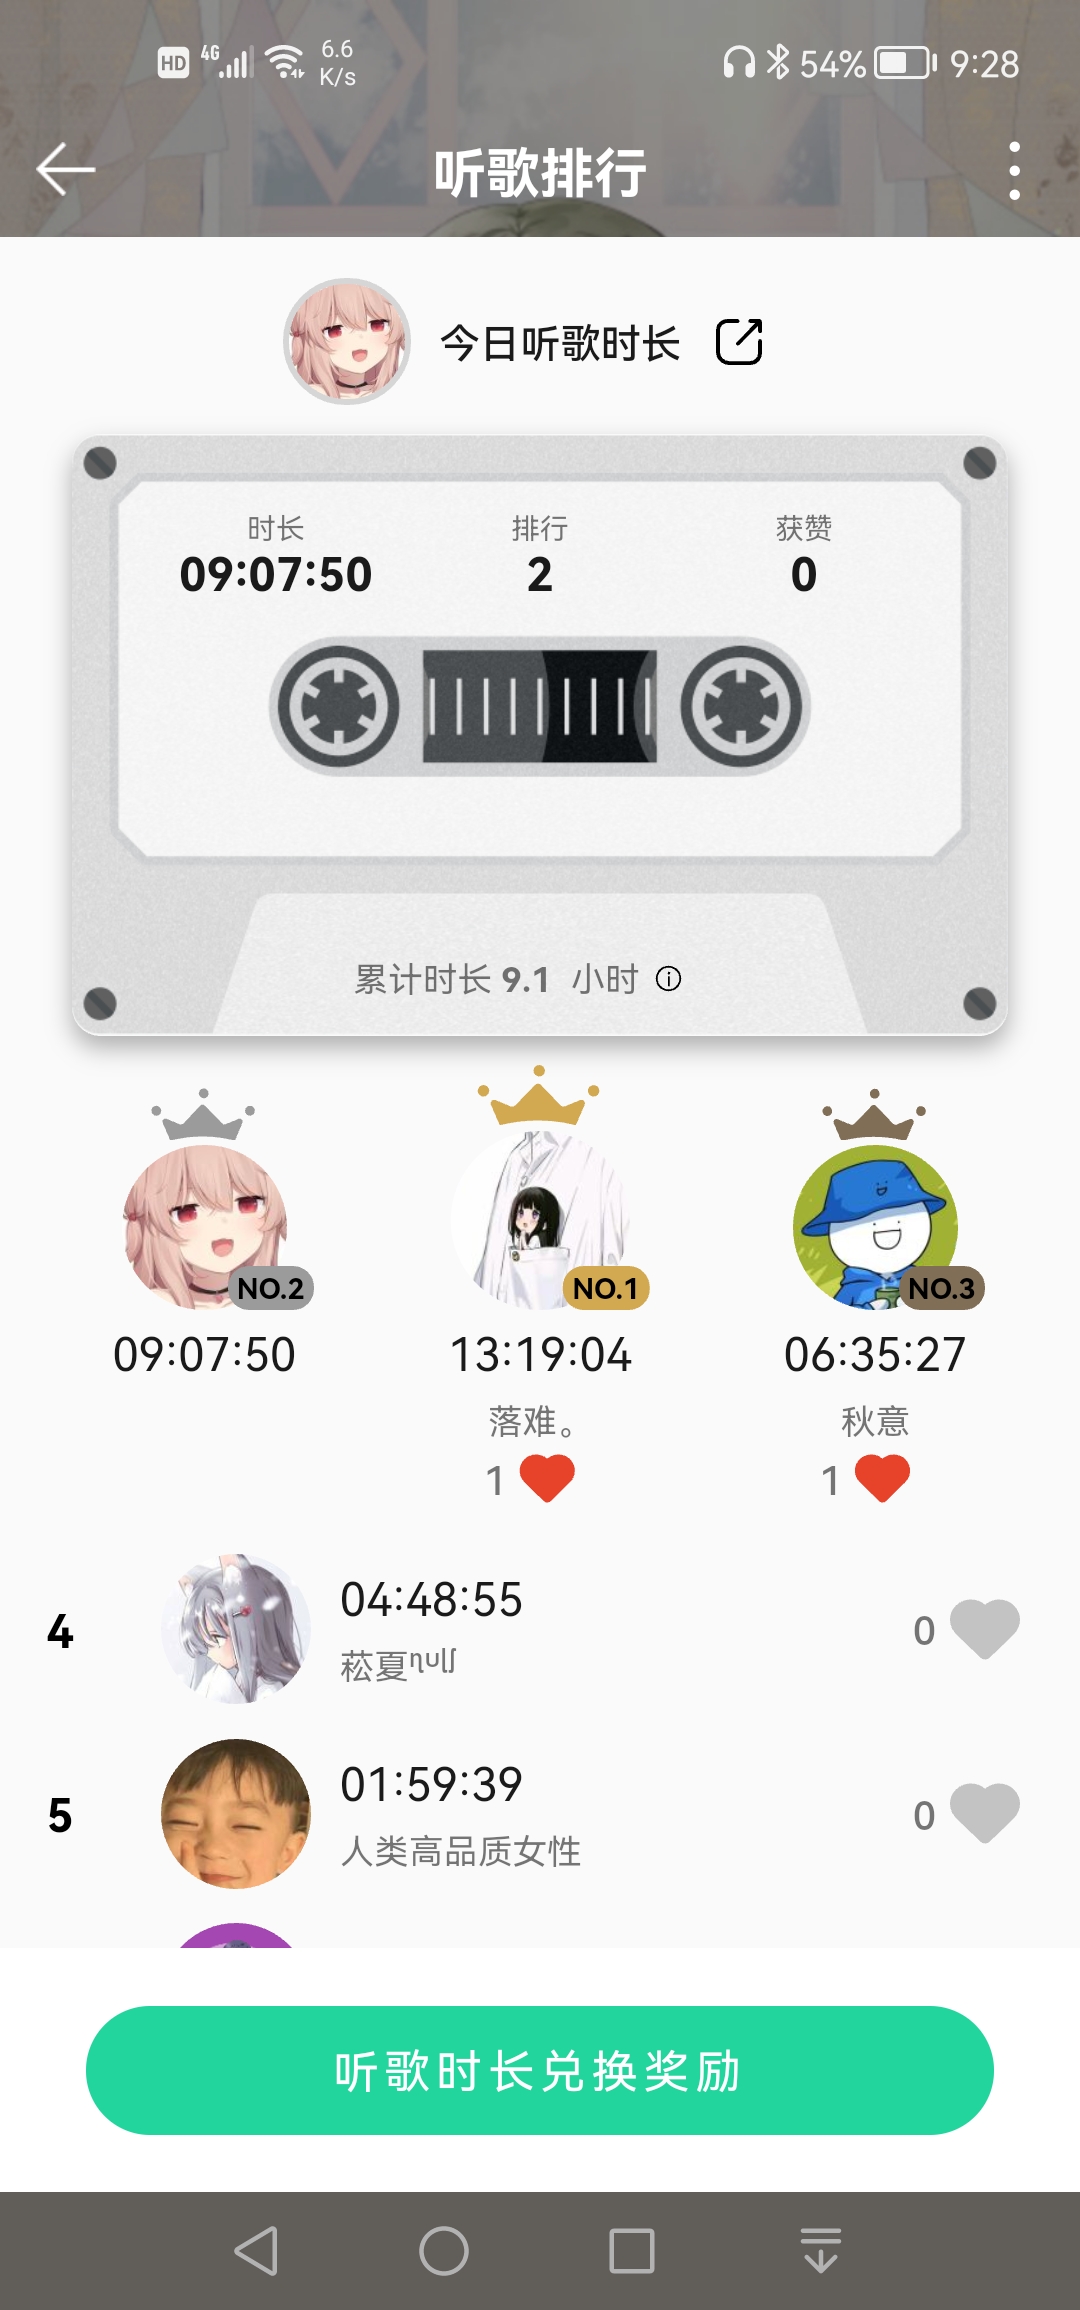 HD 4G 6.6 K/s 54% 9:28
听歌排行
今日听歌时长
时长 排行 获赞
09:07:50 2 0
累计时长 9.1 小时
NO.2 NO.1 NO.3
09:07:50 13:19:04 06:35:27
落难。 秋意
1 1
4 04:48:55 0
菘夏
5 01:59:39 0
人类高品质女性
听歌时长兑换奖励